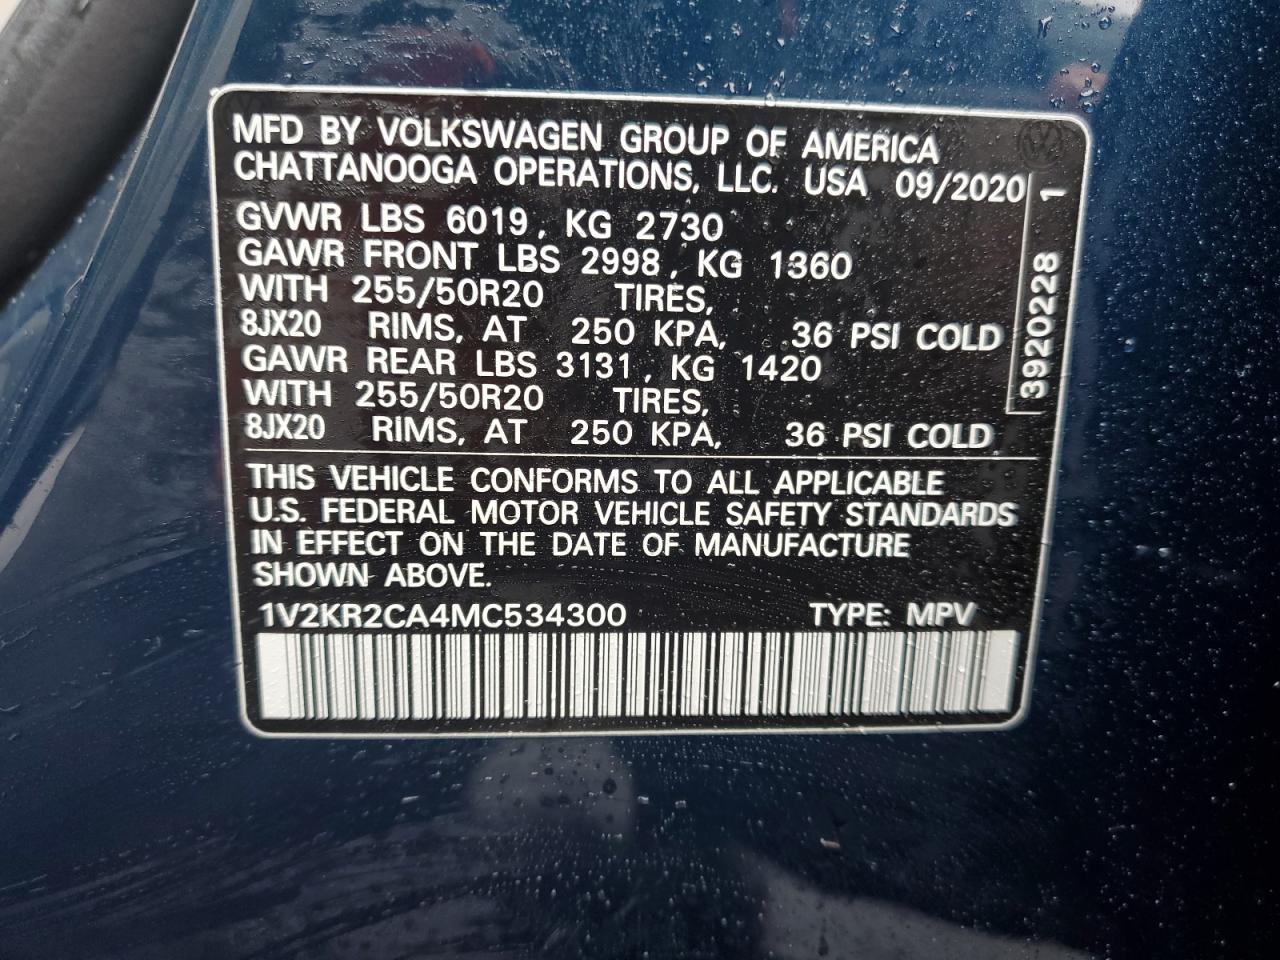 MFD BY VOLKSWAGEN GROUP OF AMERICA
CHATTANOOGA OPERATIONS, LLC. USA 09/2020
GVWR LBS 6019, KG 2730
GAWR FRONT LBS 2998, KG 1360
WITH 255/50R20 TIRES,
8JX20 RIMS, AT 250 KPA, 36 PSI COLD
GAWR REAR LBS 3131, KG 1420
WITH 255/50R20 TIRES,
8JX20 RIMS, AT 250 KPA, 36 PSI COLD
3920228 1
THIS VEHICLE CONFORMS TO ALL APPLICABLE
U.S. FEDERAL MOTOR VEHICLE SAFETY STANDARDS
IN EFFECT ON THE DATE OF MANUFACTURE
SHOWN ABOVE.
1V2KR2CA4MC534300 TYPE: MPV